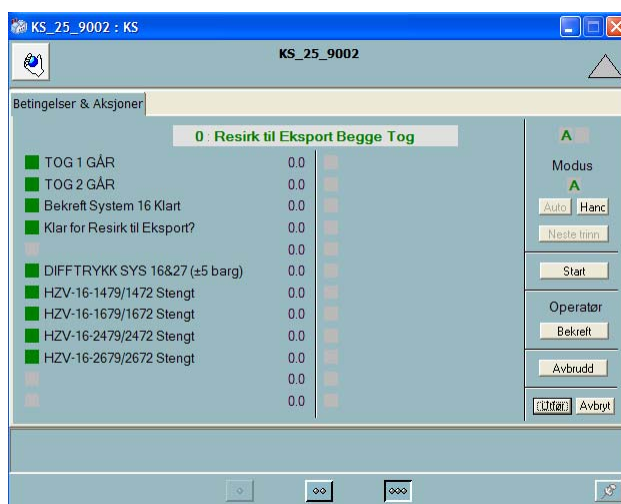 KS_25_9002 : KS
KS_25_9002
Betingelser & Aksjoner
0 : Resirk til Eksport Begge Tog
A
TOG 1 GÅR 0.0
Modus
TOG 2 GÅR 0.0
A
Bekreft System 16 Klart 0.0
Auto Hand
Klar for Resirk til Eksport? 0.0
Neste trinn
0.0
DIFFTRYKK SYS 16&27 (±5 barg) 0.0
Start
HZV-16-1479/1472 Stengt 0.0
HZV-16-1679/1672 Stengt 0.0
Operatør
HZV-16-2479/2472 Stengt 0.0
Bekreft
HZV-16-2679/2672 Stengt 0.0
0.0
Avbrudd
0.0
Utfør Avbryt